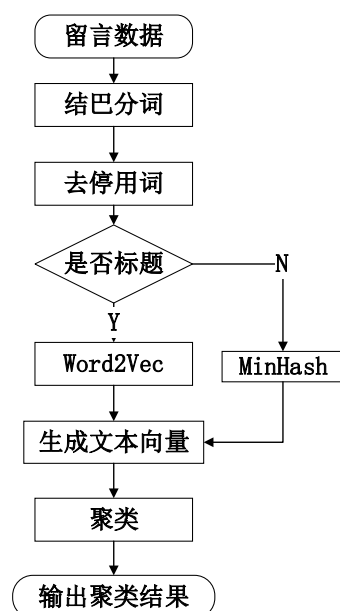 留言数据
结巴分词
去停用词
是否标题
N
Y
Word2Vec
MinHash
生成文本向量
聚类
输出聚类结果